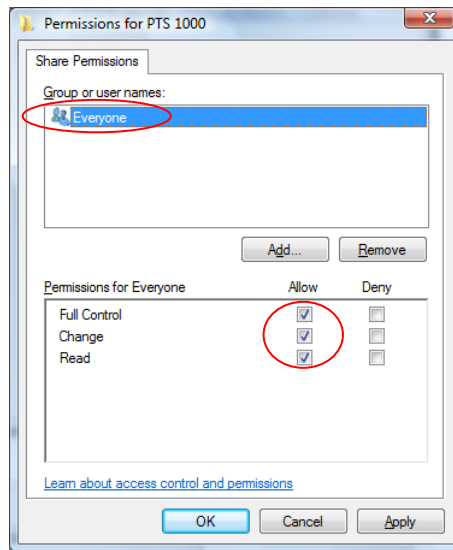 Permissions for PTS 1000
Share Permissions
Group or user names:
Everyone
Add... Remove
Permissions for Everyone Allow Deny
Full Control
Change
Read
Learn about access control and permissions
OK Cancel Apply